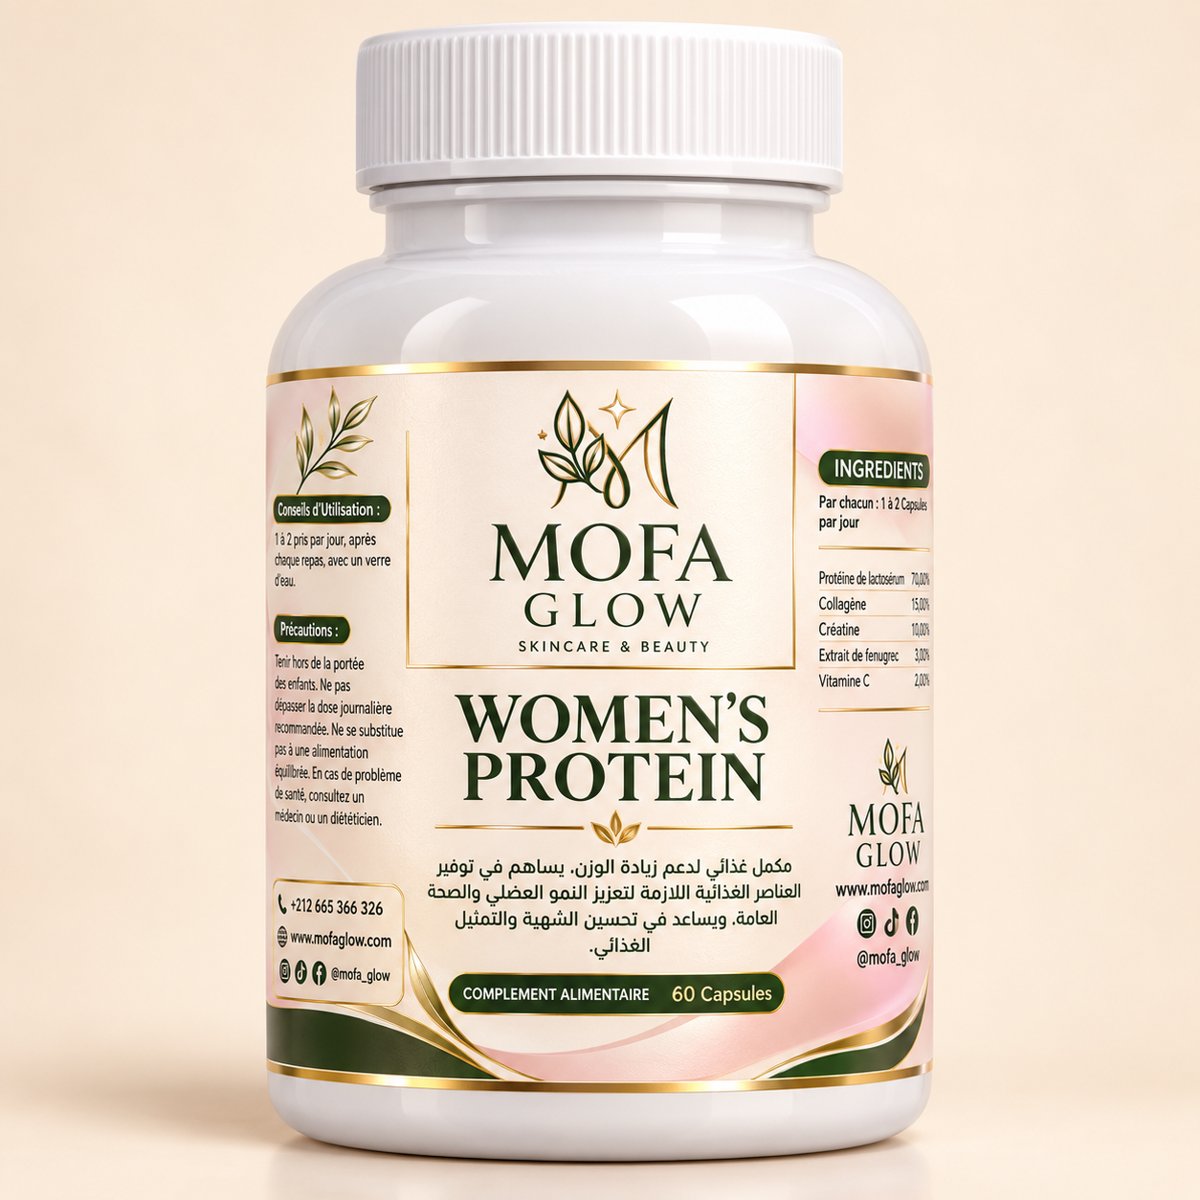 MOFA
GLOW
SKINCARE & BEAUTY
WOMEN'S
PROTEIN
مكمل غذائي لدعم زيادة الوزن، يساهم في توفير
العناصر الغذائية اللازمة لتعزيز النمو العضلي والصحة
العامة، ويساعد في تحسين الشهية والتمثيل
الغذائي.
COMPLEMENT ALIMENTAIRE 60 Capsules
Conseils d'Utilisation :
1 à 2 pris par jour, après
chaque repas, avec un verre
d'eau.
Précautions :
Tenir hors de la portée
des enfants. Ne pas
dépasser la dose journalière
recommandée. Ne se substitue
pas à une alimentation
équilibrée. En cas de problème
de santé, consultez un
médecin ou un diététicien.
+212 665 366 326
www.mofaglow.com
@mofa_glow
INGREDIENTS
Par chacun : 1 à 2 Capsules
par jour
Protéine de lactosérum 70,00%
Collagène 15,00%
Créatine 10,00%
Extrait de fenugrec 3,00%
Vitamine C 2,00%
MOFA
GLOW
www.mofaglow.com
@mofa_glow